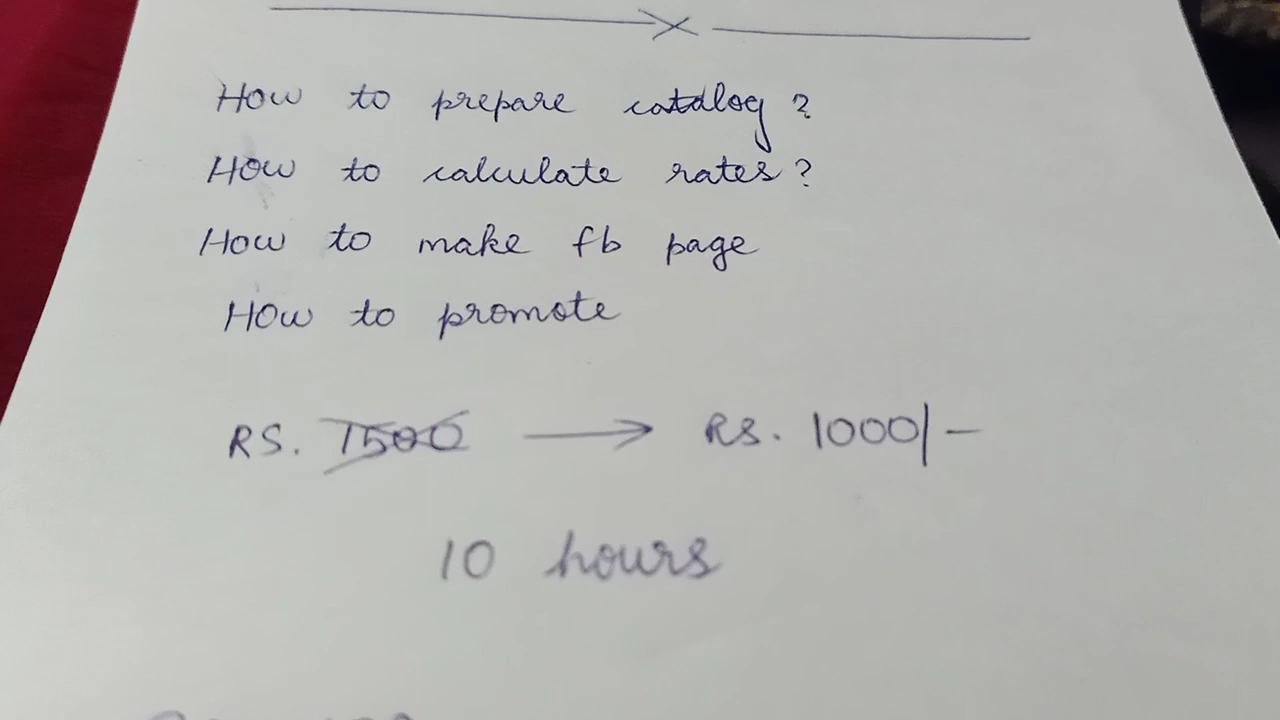 How to prepare catalog?
How to calculate rates?
How to make fb page
How to promote
RS. 1500 → RS. 1000/-
10 hours